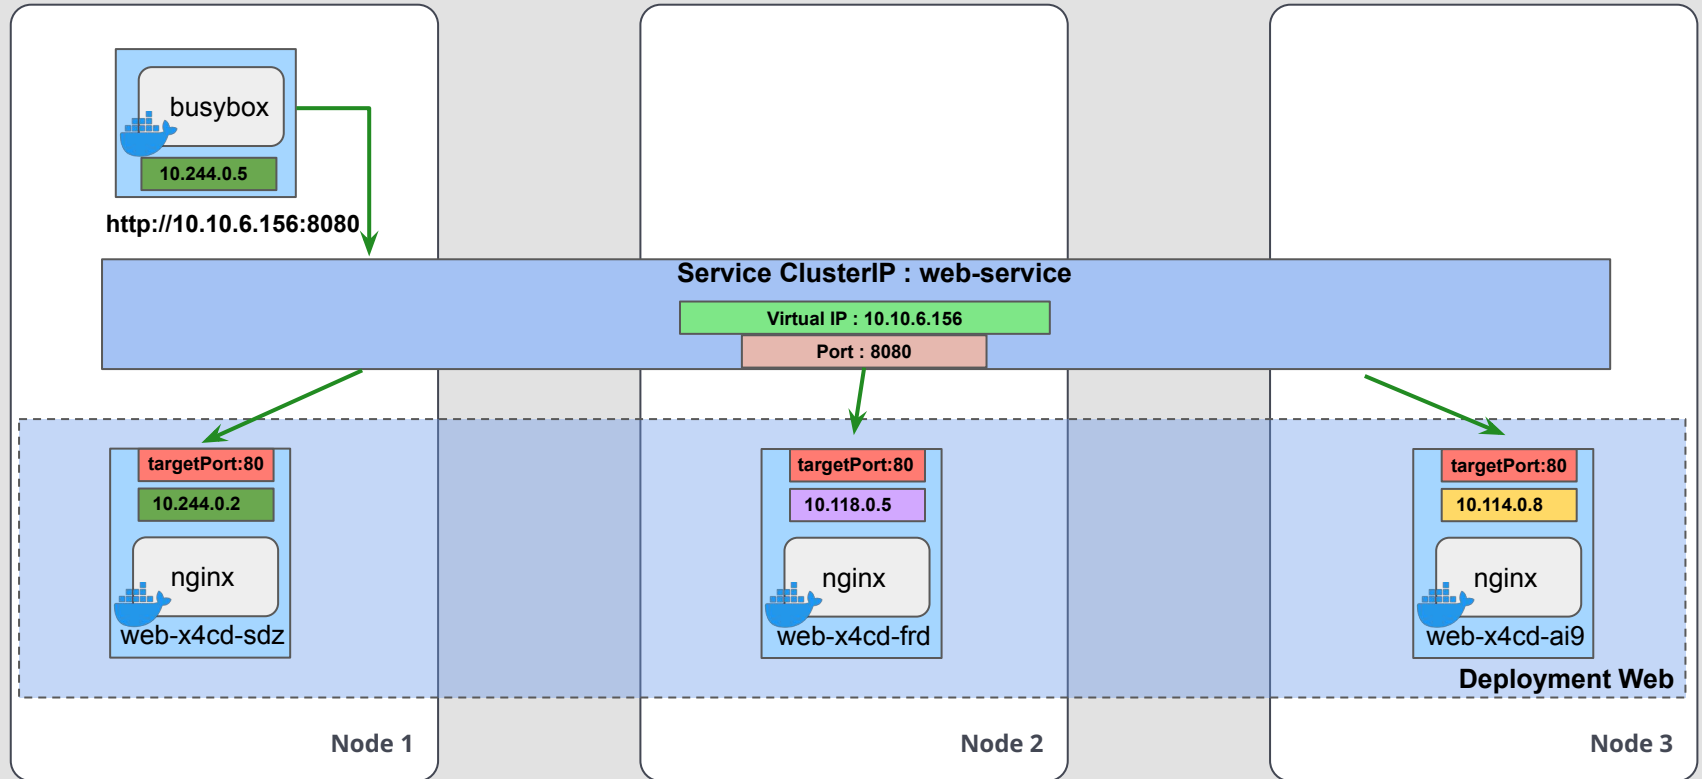 busybox
10.244.0.5
http://10.10.6.156:8080
Service ClusterIP : web-service
Virtual IP : 10.10.6.156
Port : 8080
targetPort:80
10.244.0.2
nginx
web-x4cd-sdz
targetPort:80
10.118.0.5
nginx
web-x4cd-frd
targetPort:80
10.114.0.8
nginx
web-x4cd-ai9
Deployment Web
Node 1
Node 2
Node 3